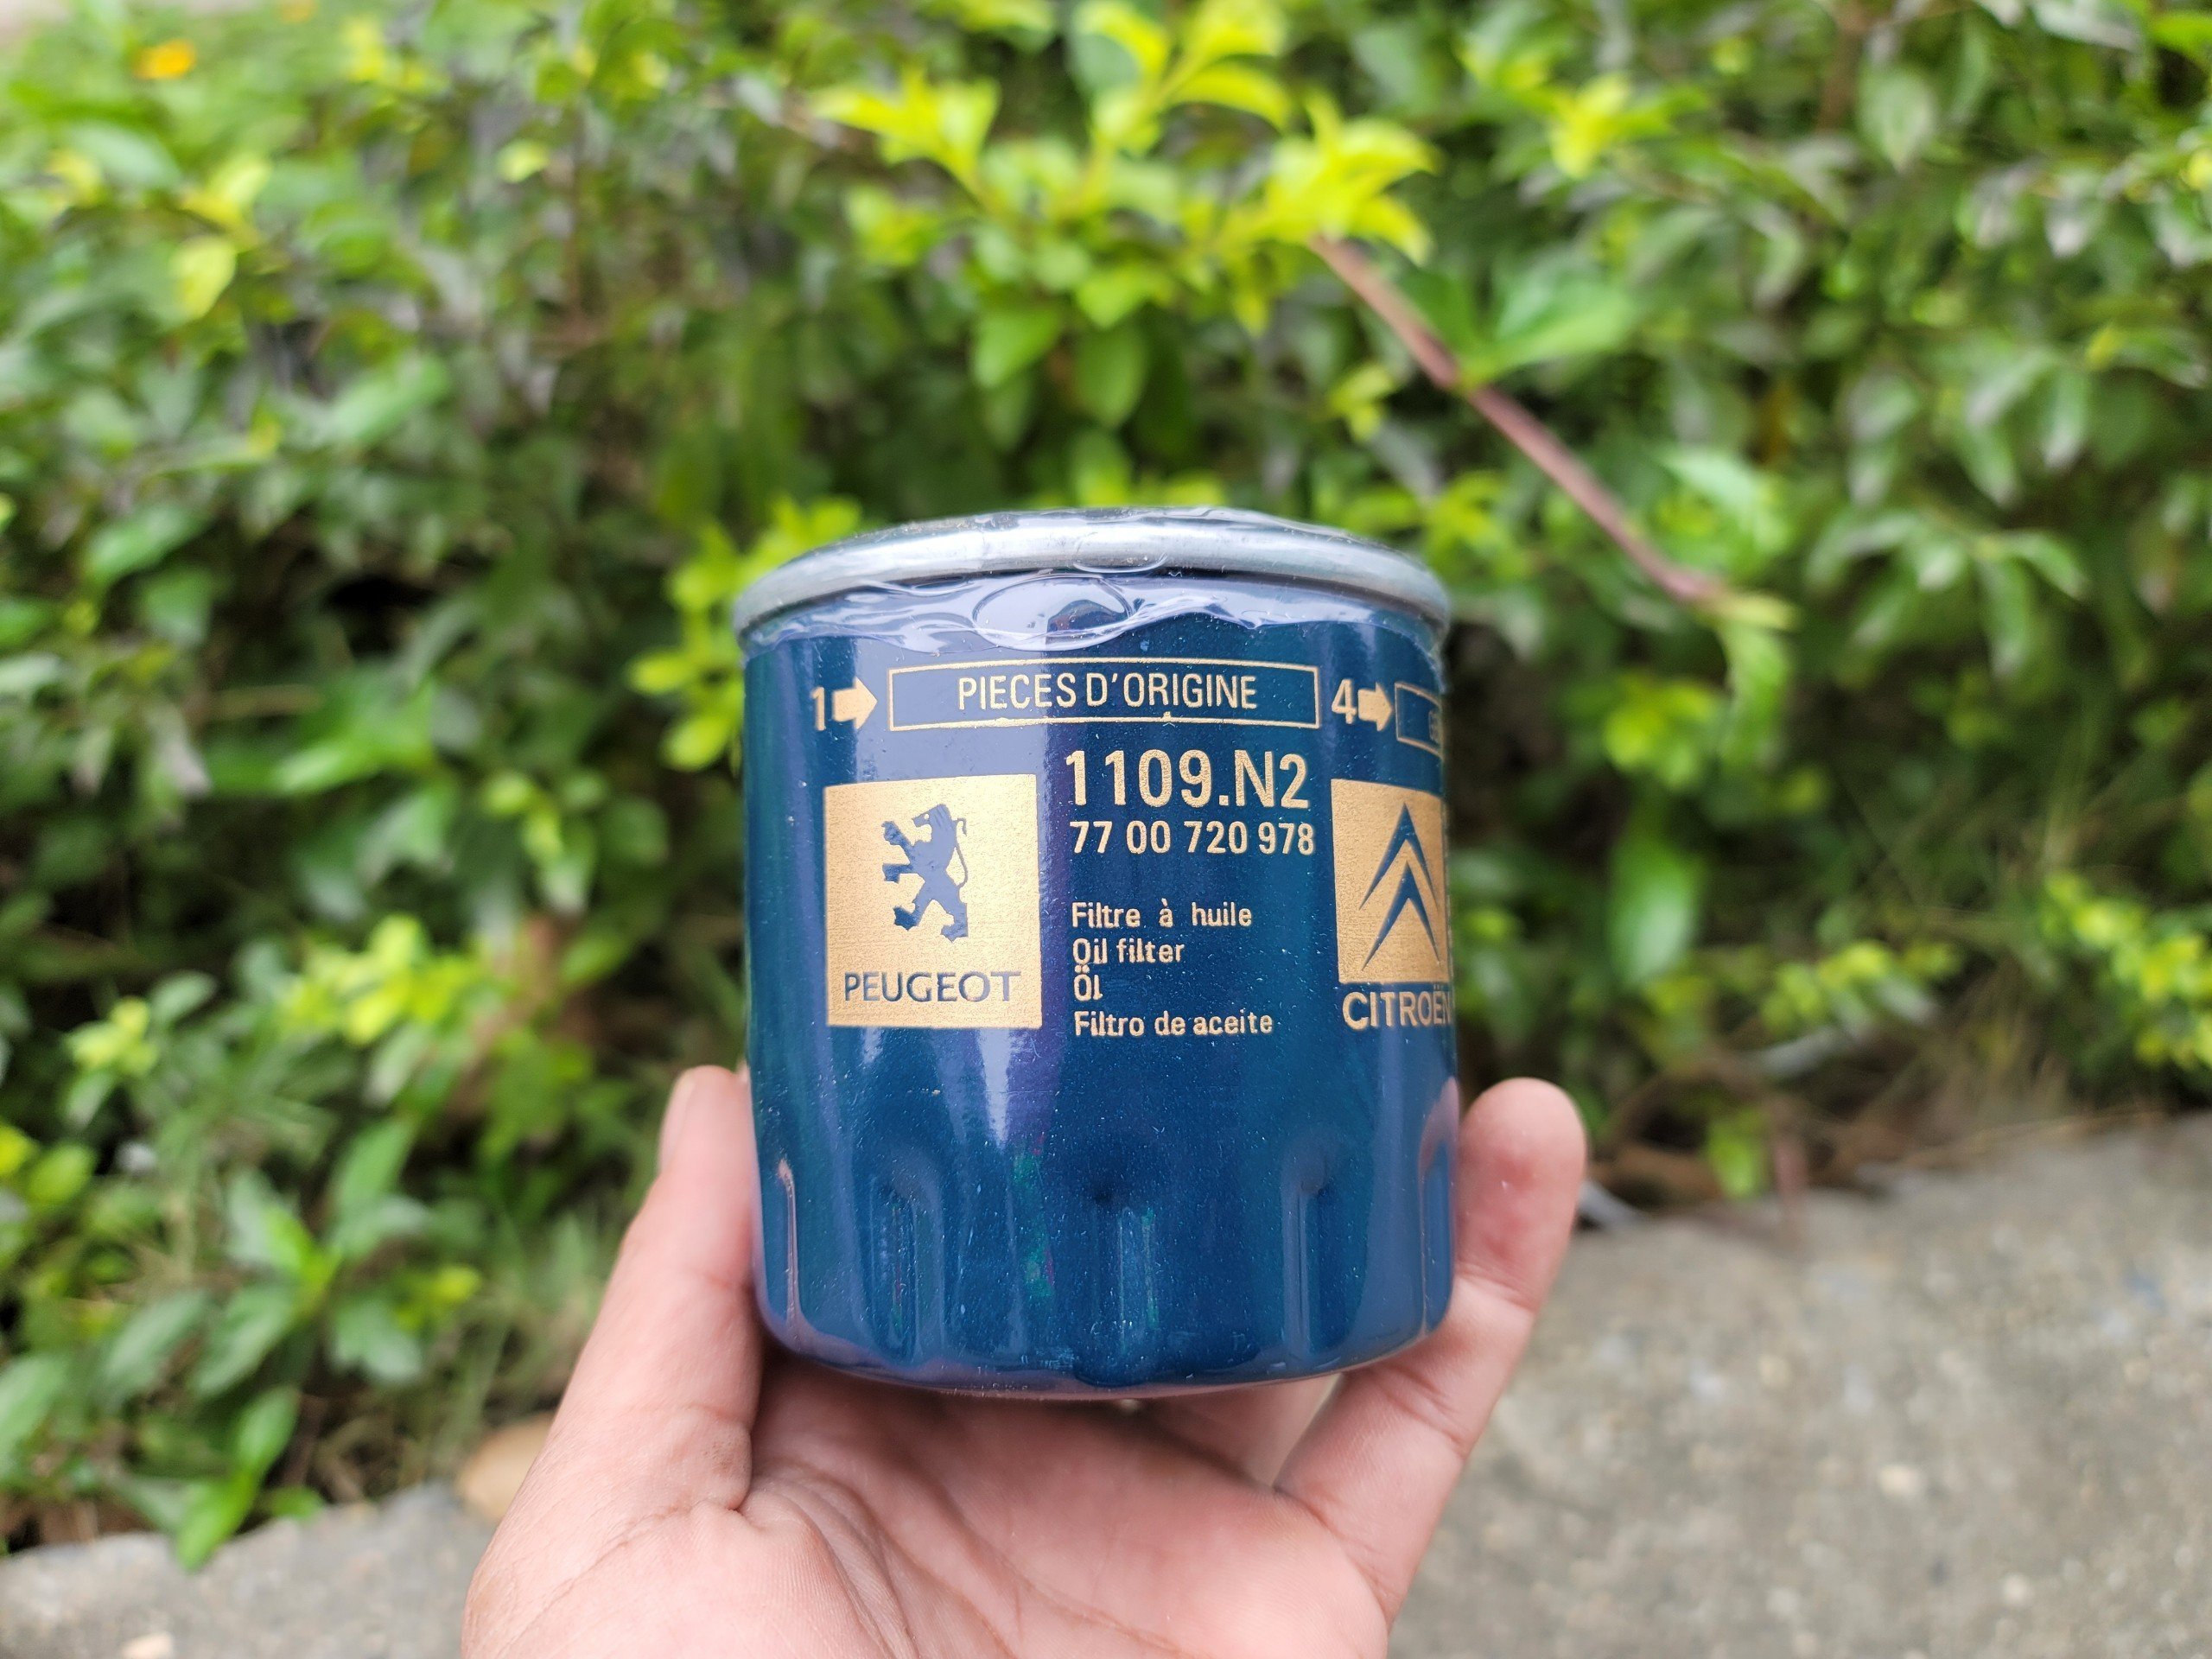 1
PIECES D'ORIGINE
4
1109.N2
77 00 720 978
PEUGEOT
Filtre à huile
Oil filter
Öl
Filtro de aceite
CITROËN